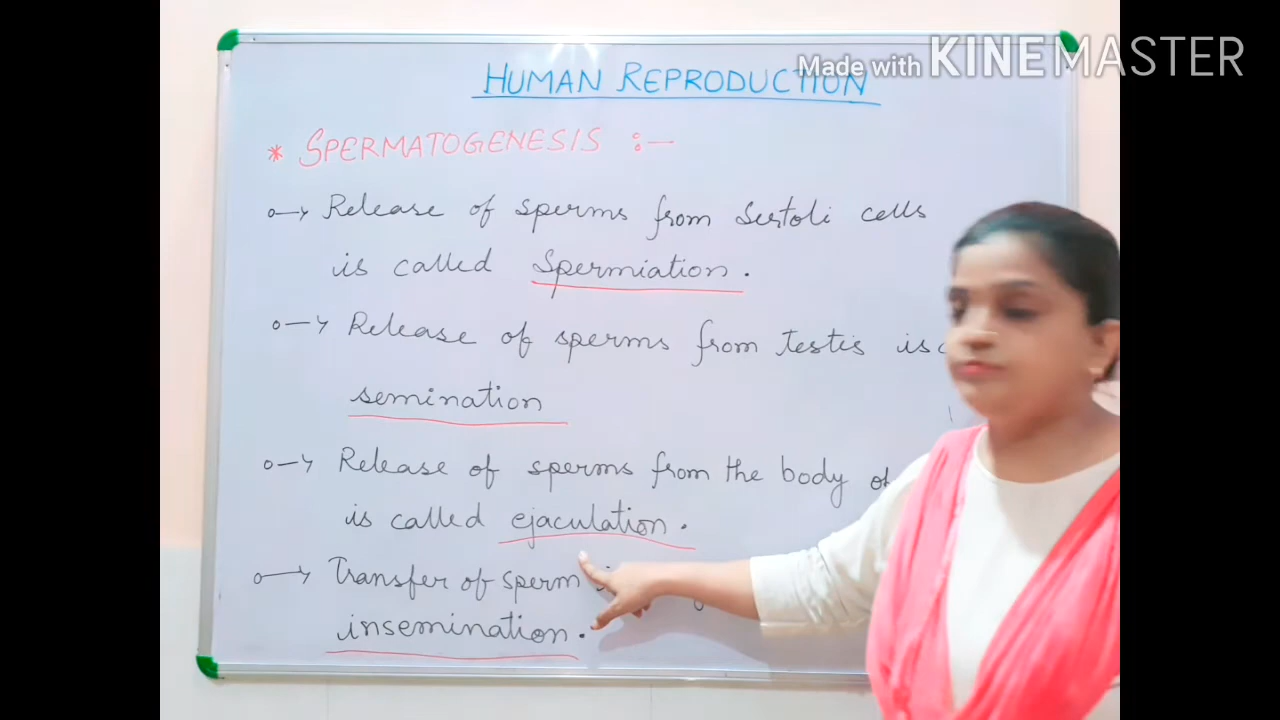 Made with KINEMASTER
HUMAN REPRODUCTION
* SPERMATOGENESIS :-
→ Release of sperms from Sertoli cells
is called Spermiation.
→ Release of sperms from testis is
semination
→ Release of sperms from the body of
is called ejaculation.
→ Transfer of sperm
insemination.